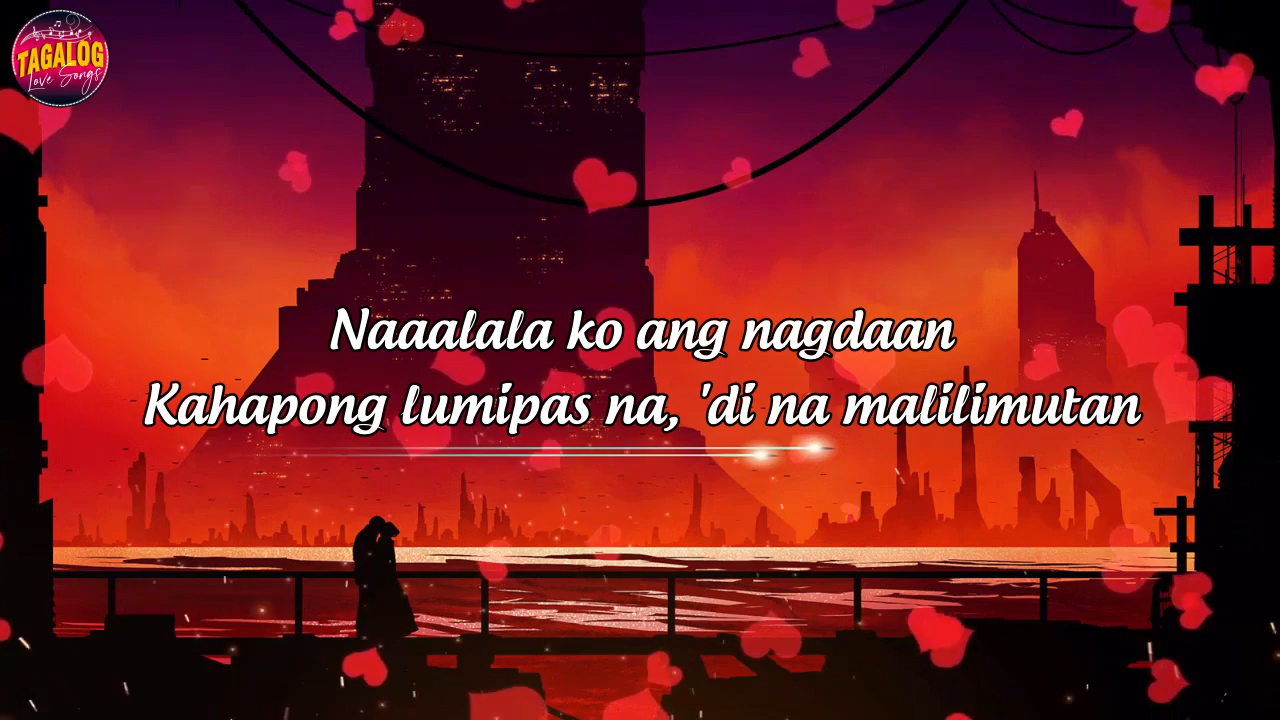 TAGALOG
Love Songs
Naaalala ko ang nagdaan
Kahapong lumipas na, 'di na malilimutan